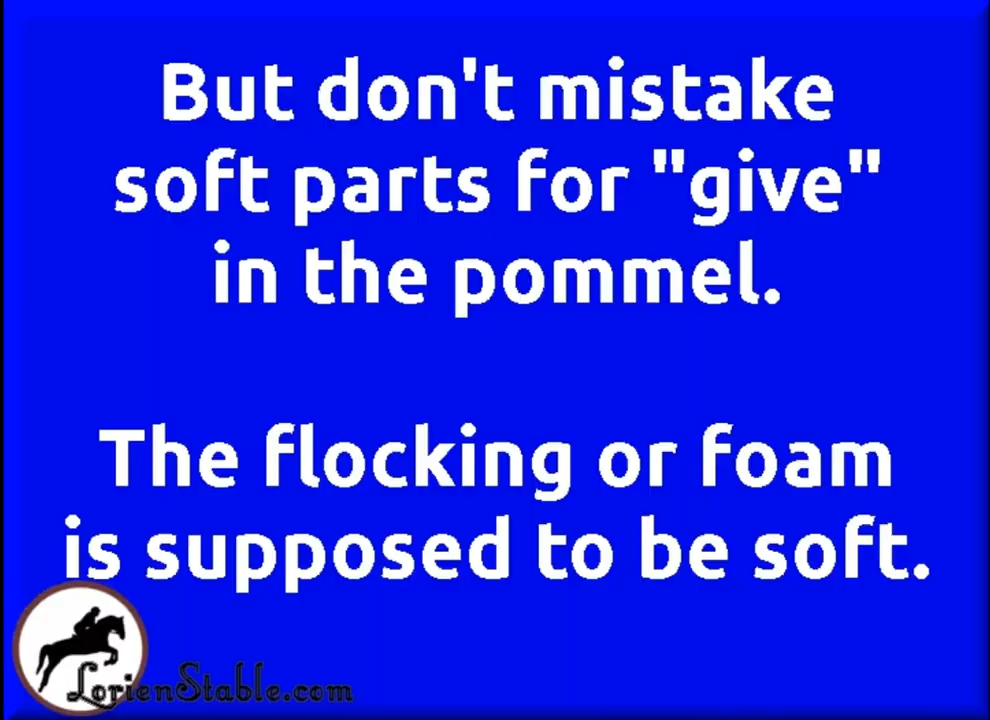 But don't mistake
soft parts for "give"
in the pommel.
The flocking or foam
is supposed to be soft.
LorienStable.com